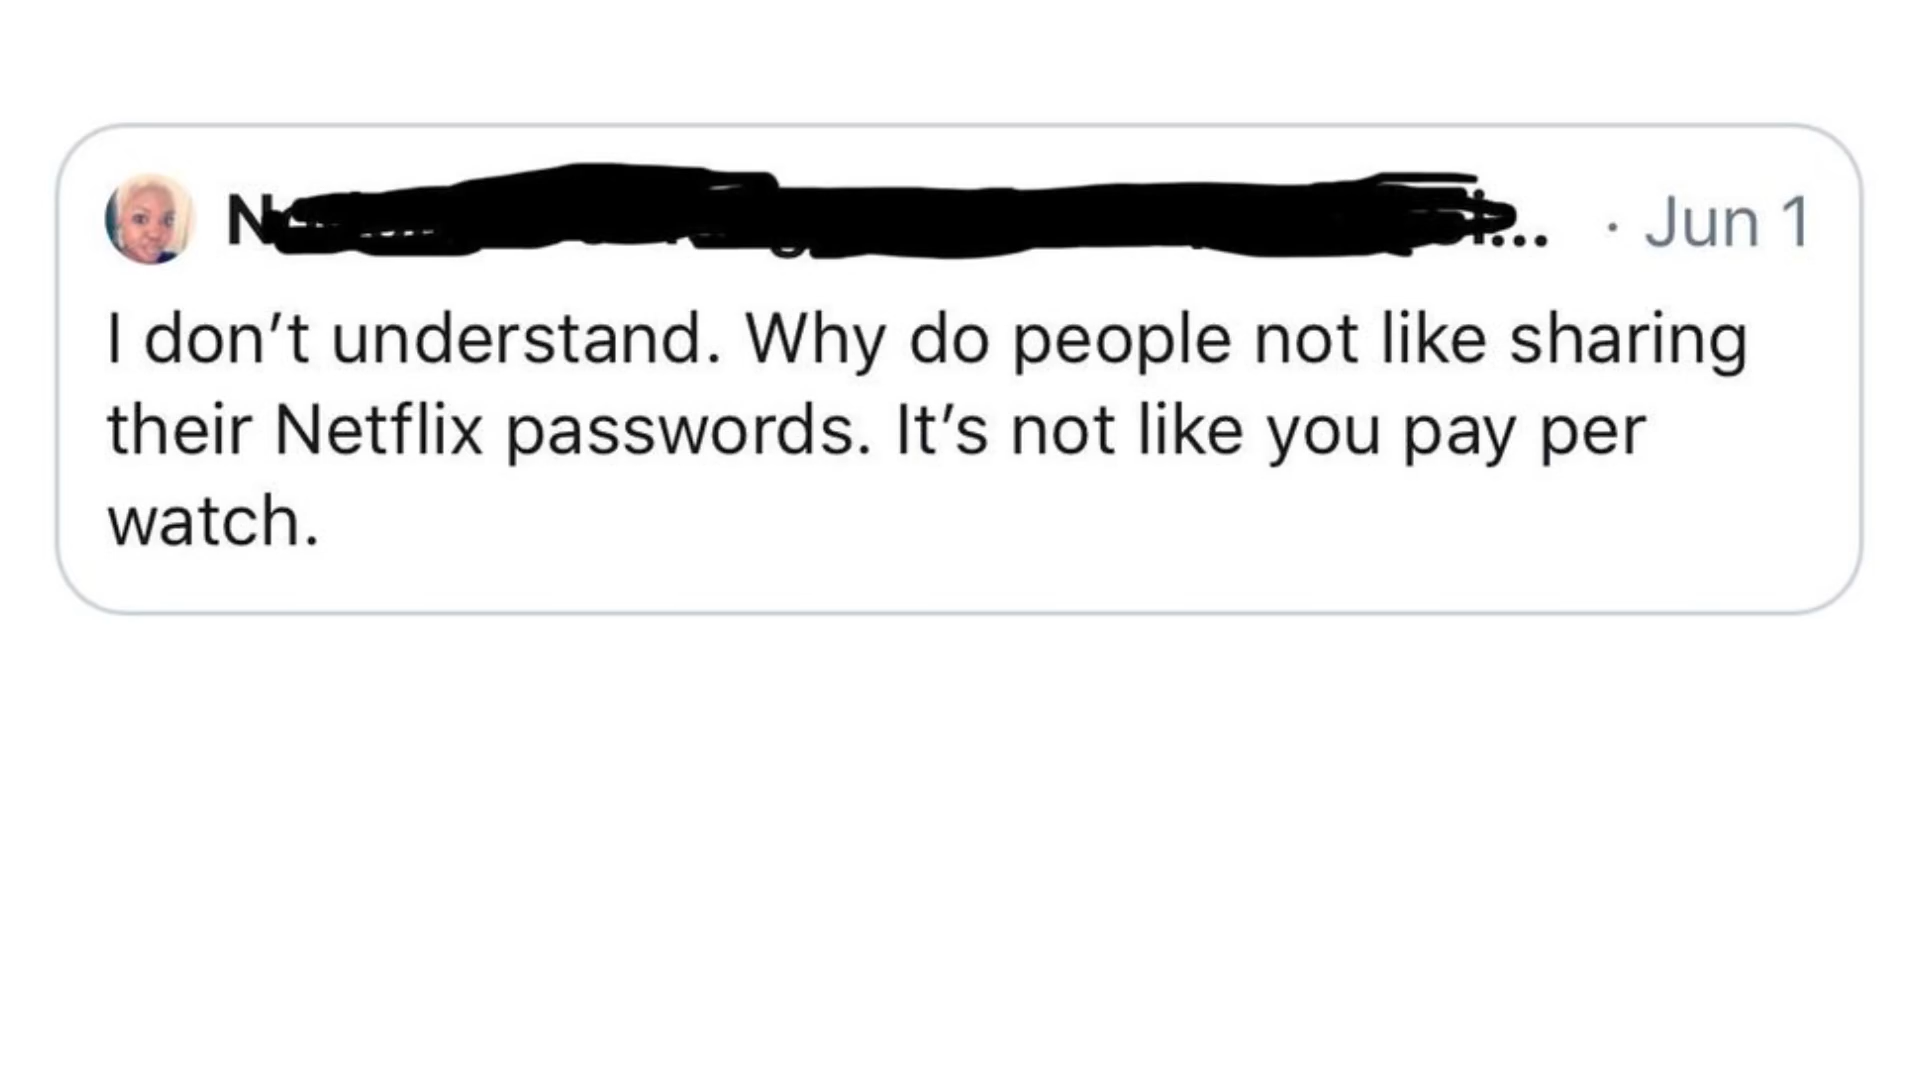 · Jun 1
I don’t understand. Why do people not like sharing
their Netflix passwords. It’s not like you pay per
watch.